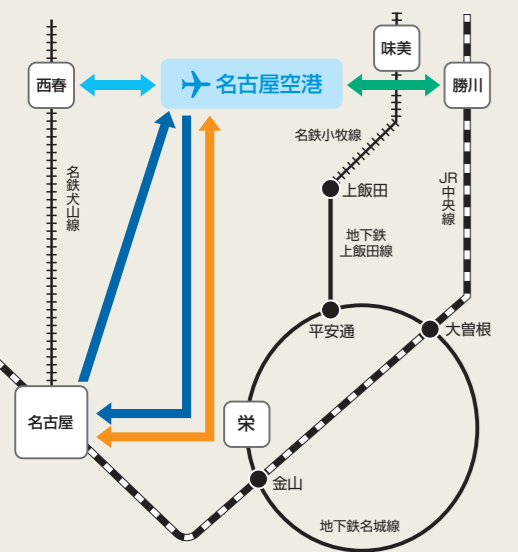 味美
西春
名古屋空港
勝川
名鉄小牧線
名鉄犬山線
上飯田
JR中央線
地下鉄
上飯田線
平安通
大曽根
名古屋
栄
金山
地下鉄名城線